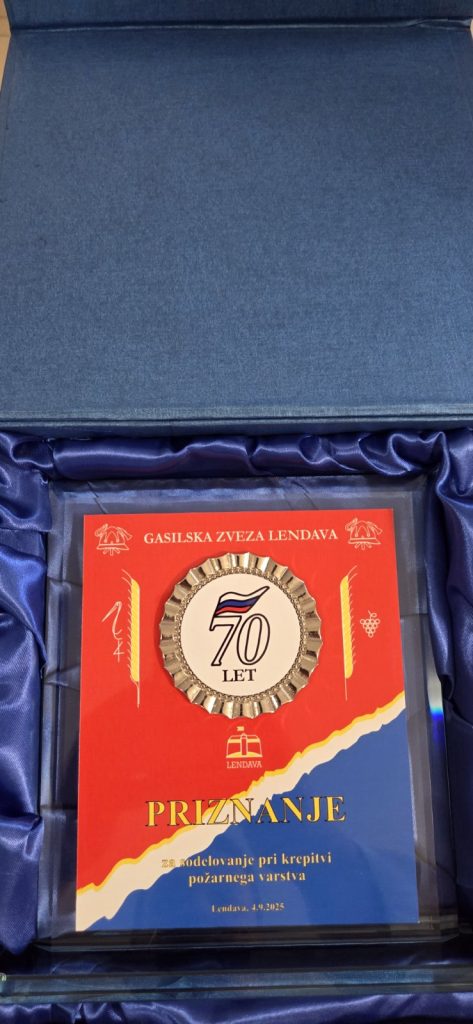 GASILSKA ZVEZA LENDAVA
70
LET
LENDAVA
PRIZNANJE
za sodelovanje pri krepitvi
požarnega varstva
Lendava, 4.9.2025